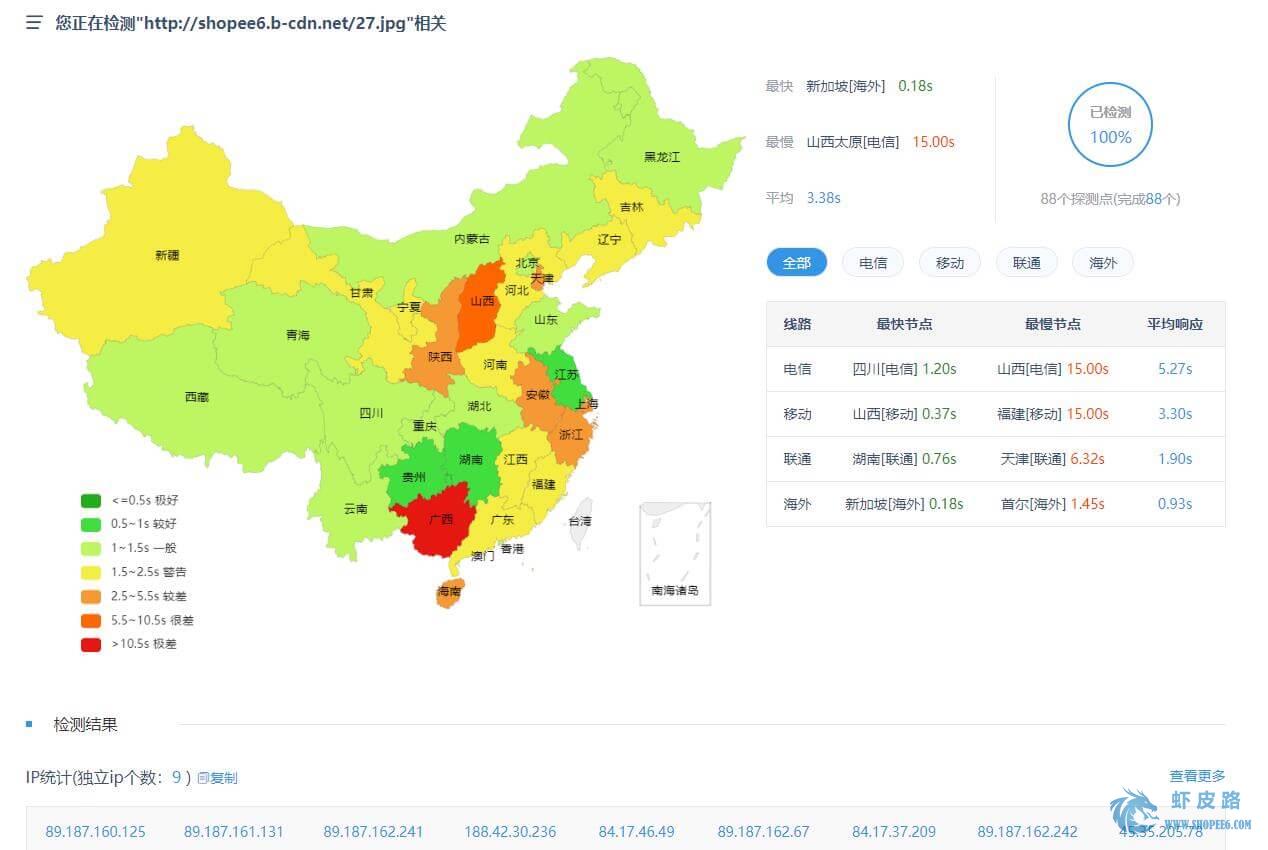 您正在检测"http://shopee6.b-cdn.net/27.jpg"相关
最快 新加坡[海外] 0.18s
最慢 山西太原[电信] 15.00s
平均 3.38s
已检测
100%
88个探测点(完成88个)
全部 电信 移动 联通 海外
线路 最快节点 最慢节点 平均响应
电信 四川[电信] 1.20s 山西[电信] 15.00s 5.27s
移动 山西[移动] 0.37s 福建[移动] 15.00s 3.30s
联通 湖南[联通] 0.76s 天津[联通] 6.32s 1.90s
海外 新加坡[海外] 0.18s 首尔[海外] 1.45s 0.93s
黑龙江
吉林
辽宁
内蒙古
新疆
北京
天津
河北
甘肃
宁夏
山西
山东
青海
陕西
河南
江苏
西藏
安徽
上海
四川
湖北
重庆
浙江
湖南
江西
贵州
福建
云南
广西
广东
台湾
香港
澳门
海南
南海诸岛
<=0.5s 极好
0.5~1s 较好
1~1.5s 一般
1.5~2.5s 警告
2.5~5.5s 较差
5.5~10.5s 很差
>10.5s 极差
检测结果
IP统计(独立ip个数：9 ) 复制
查看更多
89.187.160.125 89.187.161.131 89.187.162.241 188.42.30.236 84.17.46.49 89.187.162.67 84.17.37.209 89.187.162.242 45.35.205.78
虾皮路
WWW.SHOPEE6.COM